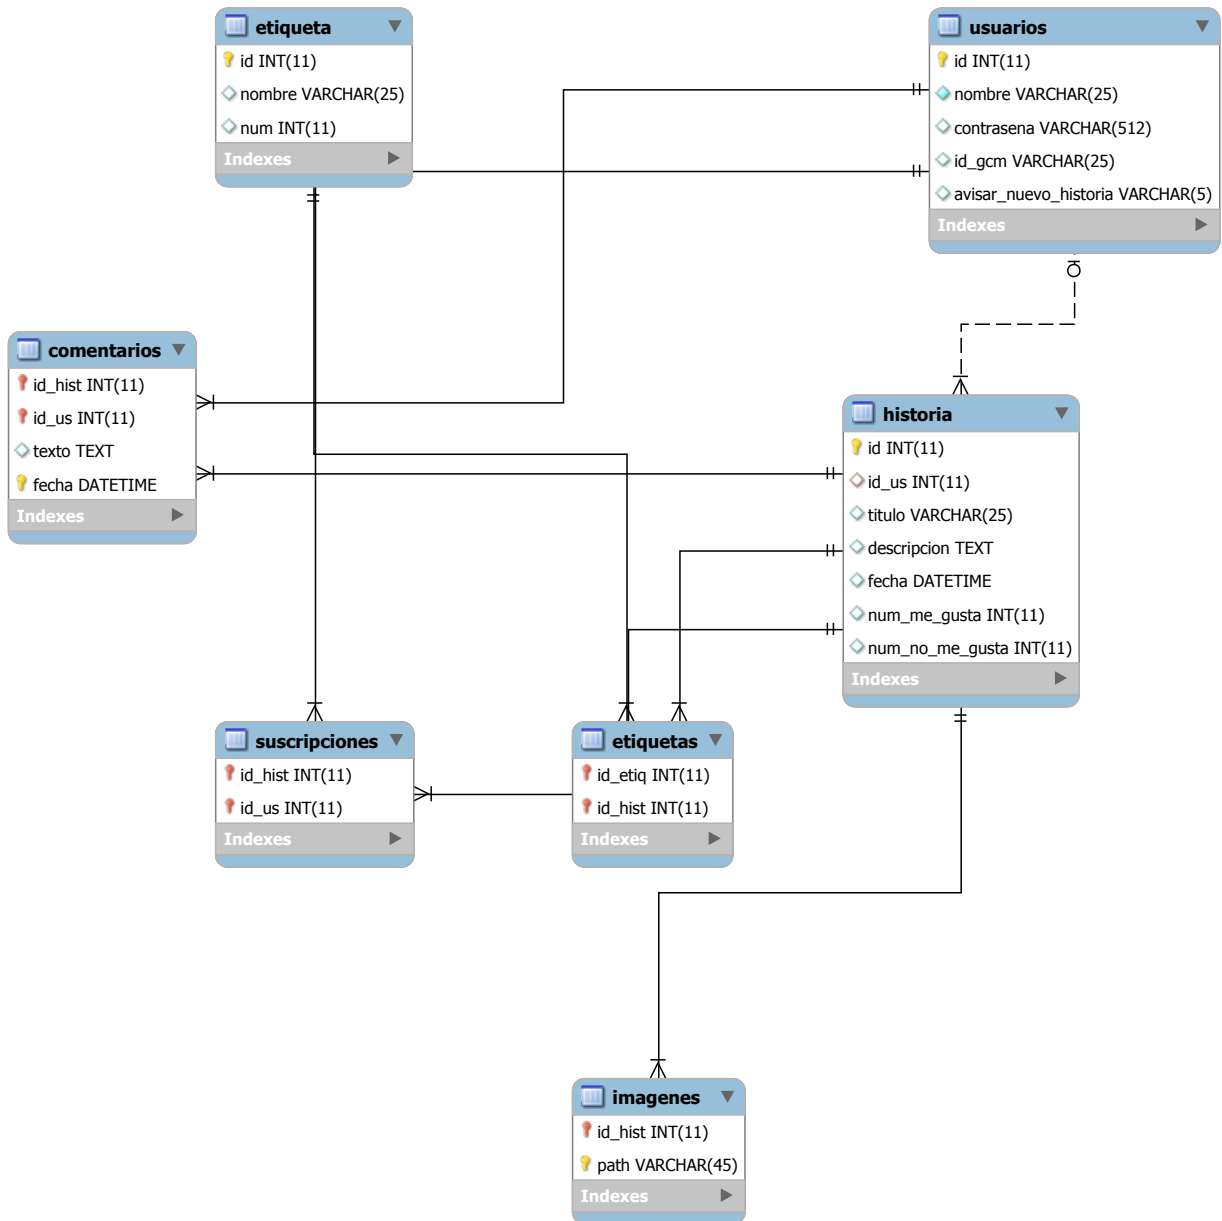 etiqueta
id INT(11)
nombre VARCHAR(25)
num INT(11)
Indexes
usuarios
id INT(11)
nombre VARCHAR(25)
contrasena VARCHAR(512)
id_gcm VARCHAR(25)
avisar_nuevo_historia VARCHAR(5)
Indexes
comentarios
id_hist INT(11)
id_us INT(11)
texto TEXT
fecha DATETIME
Indexes
historia
id INT(11)
id_us INT(11)
titulo VARCHAR(25)
descripcion TEXT
fecha DATETIME
num_me_gusta INT(11)
num_no_me_gusta INT(11)
Indexes
suscripciones
id_hist INT(11)
id_us INT(11)
Indexes
etiquetas
id_etiq INT(11)
id_hist INT(11)
Indexes
imagenes
id_hist INT(11)
path VARCHAR(45)
Indexes